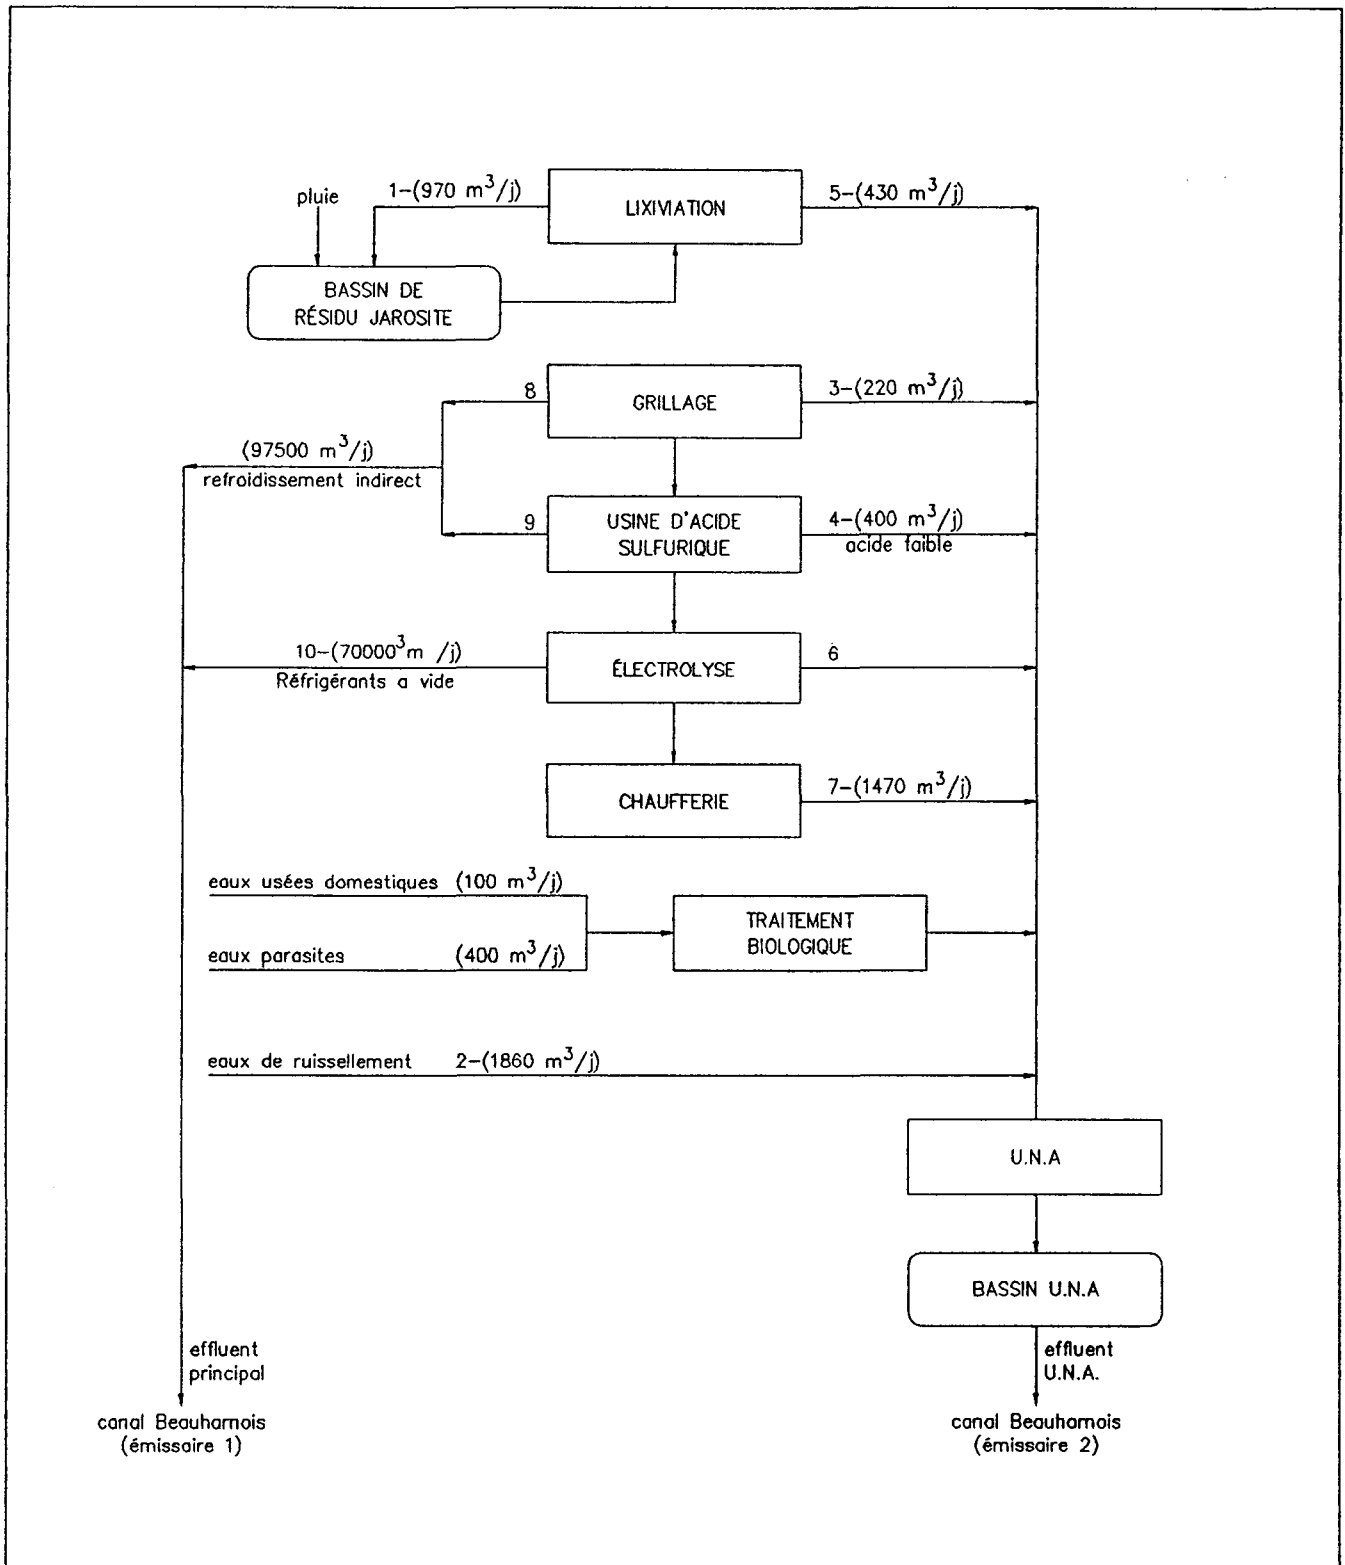 pluie
1-(970 m³/j)
LIXIVIATION
5-(430 m³/j)
BASSIN DE
RÉSIDU JAROSITE
8
GRILLAGE
3-(220 m³/j)
(97500 m³/j)
refroidissement indirect
9
USINE D'ACIDE
SULFURIQUE
4-(400 m³/j)
acide faible
10-(70000³m /j)
Réfrigérants a vide
ÉLECTROLYSE
6
CHAUFFERIE
7-(1470 m³/j)
eaux usées domestiques (100 m³/j)
eaux parasites (400 m³/j)
TRAITEMENT
BIOLOGIQUE
eaux de ruissellement 2-(1860 m³/j)
U.N.A
BASSIN U.N.A
effluent
principal
effluent
U.N.A.
canal Beauharnois
(émissaire 1)
canal Beauharnois
(émissaire 2)